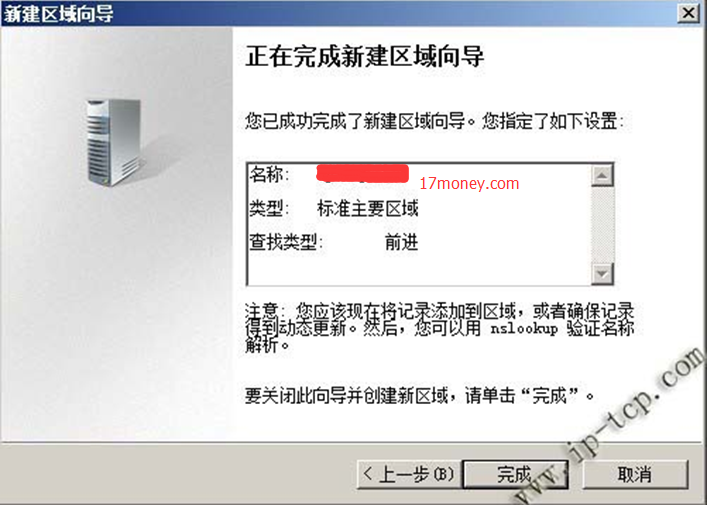 新建区域向导
正在完成新建区域向导
您已成功完成了新建区域向导。您指定了如下设置:
名称: 17money.com
类型: 标准主要区域
查找类型: 前进
注意: 您应该现在将记录添加到区域，或者确保记录
得到动态更新。然后，您可以用 nslookup 验证名称
解析。
要关闭此向导并创建新区域，请单击“完成”。
< 上一步(B) 完成 取消
www.ip-tcp.com